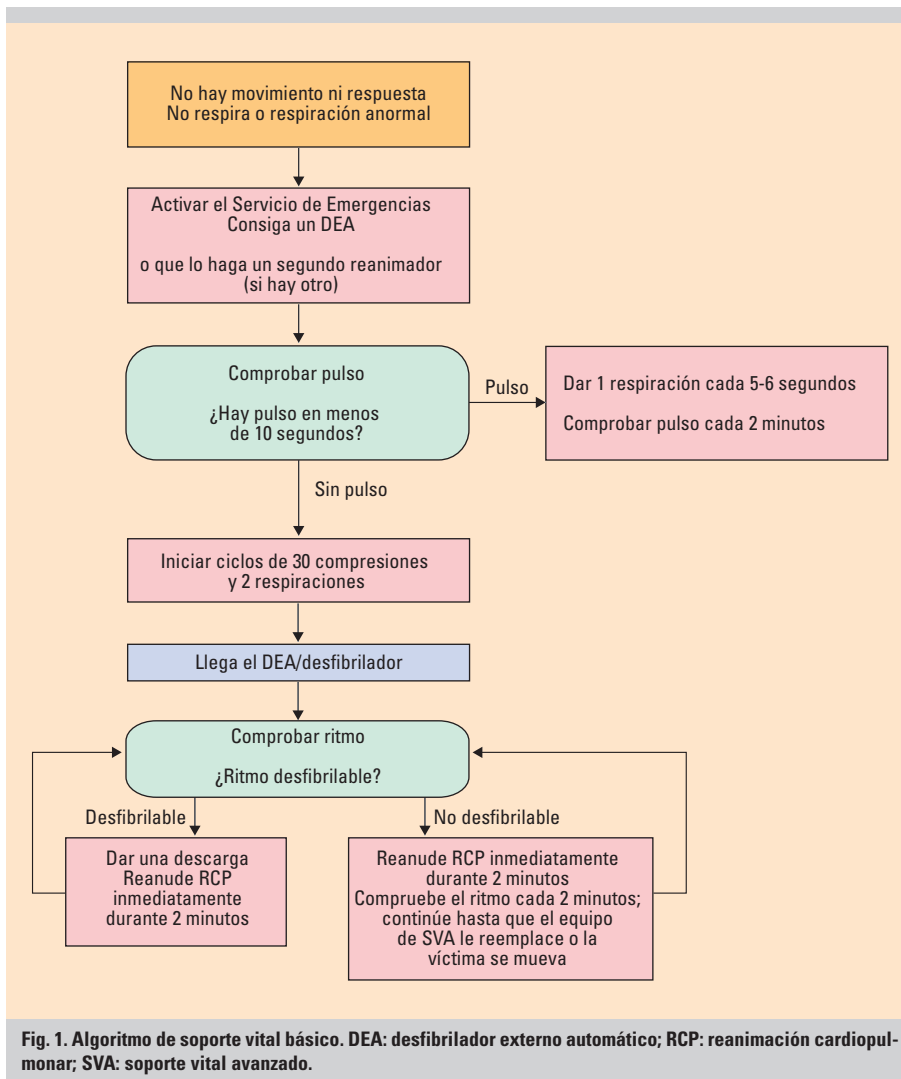 No hay movimiento ni respuesta
No respira o respiración anormal
Activar el Servicio de Emergencias
Consiga un DEA
o que lo haga un segundo reanimador
(si hay otro)
Comprobar pulso
¿Hay pulso en menos
de 10 segundos?
Pulso
Dar 1 respiración cada 5-6 segundos
Comprobar pulso cada 2 minutos
Sin pulso
Iniciar ciclos de 30 compresiones
y 2 respiraciones
Llega el DEA/desfibrilador
Comprobar ritmo
¿Ritmo desfibrilable?
Desfibrilable
No desfibrilable
Dar una descarga
Reanude RCP
inmediatamente
durante 2 minutos
Reanude RCP inmediatamente
durante 2 minutos
Compruebe el ritmo cada 2 minutos;
continúe hasta que el equipo
de SVA le reemplace o la
víctima se mueva
Fig. 1. Algoritmo de soporte vital básico. DEA: desfibrilador externo automático; RCP: reanimación cardiopul-
monar; SVA: soporte vital avanzado.